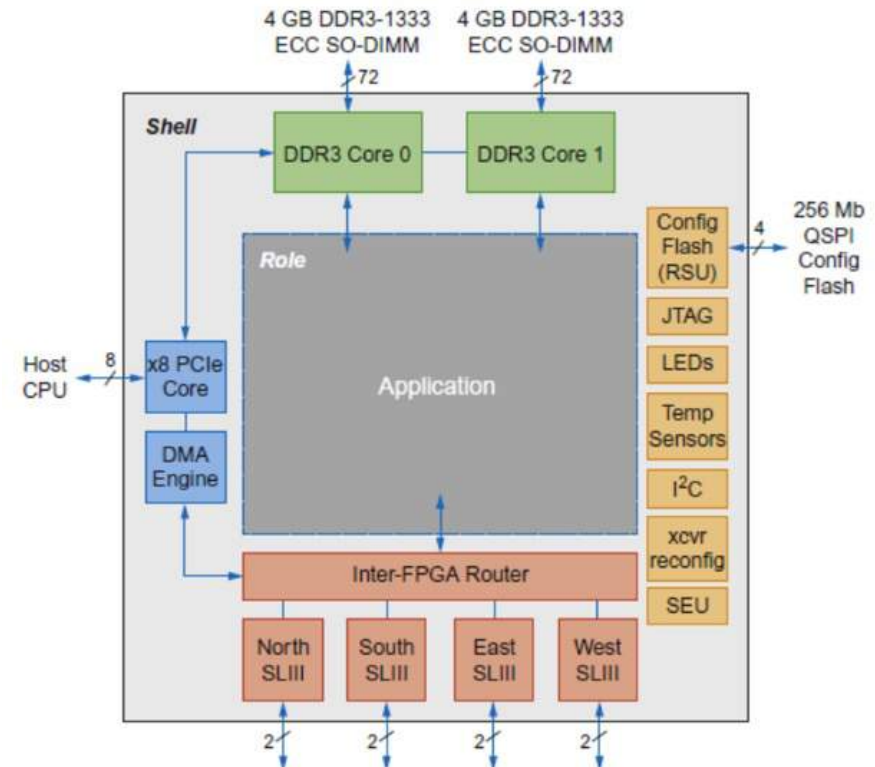 4 GB DDR3-1333
ECC SO-DIMM
4 GB DDR3-1333
ECC SO-DIMM
72
72
Shell
DDR3 Core 0
DDR3 Core 1
Role
Application
Config
Flash
(RSU)
4
256 Mb
QSPI
Config
Flash
JTAG
LEDs
Temp
Sensors
I²C
xcvr
reconfig
SEU
Host
CPU
8
x8 PCIe
Core
DMA
Engine
Inter-FPGA Router
North
SLIII
South
SLIII
East
SLIII
West
SLIII
2
2
2
2